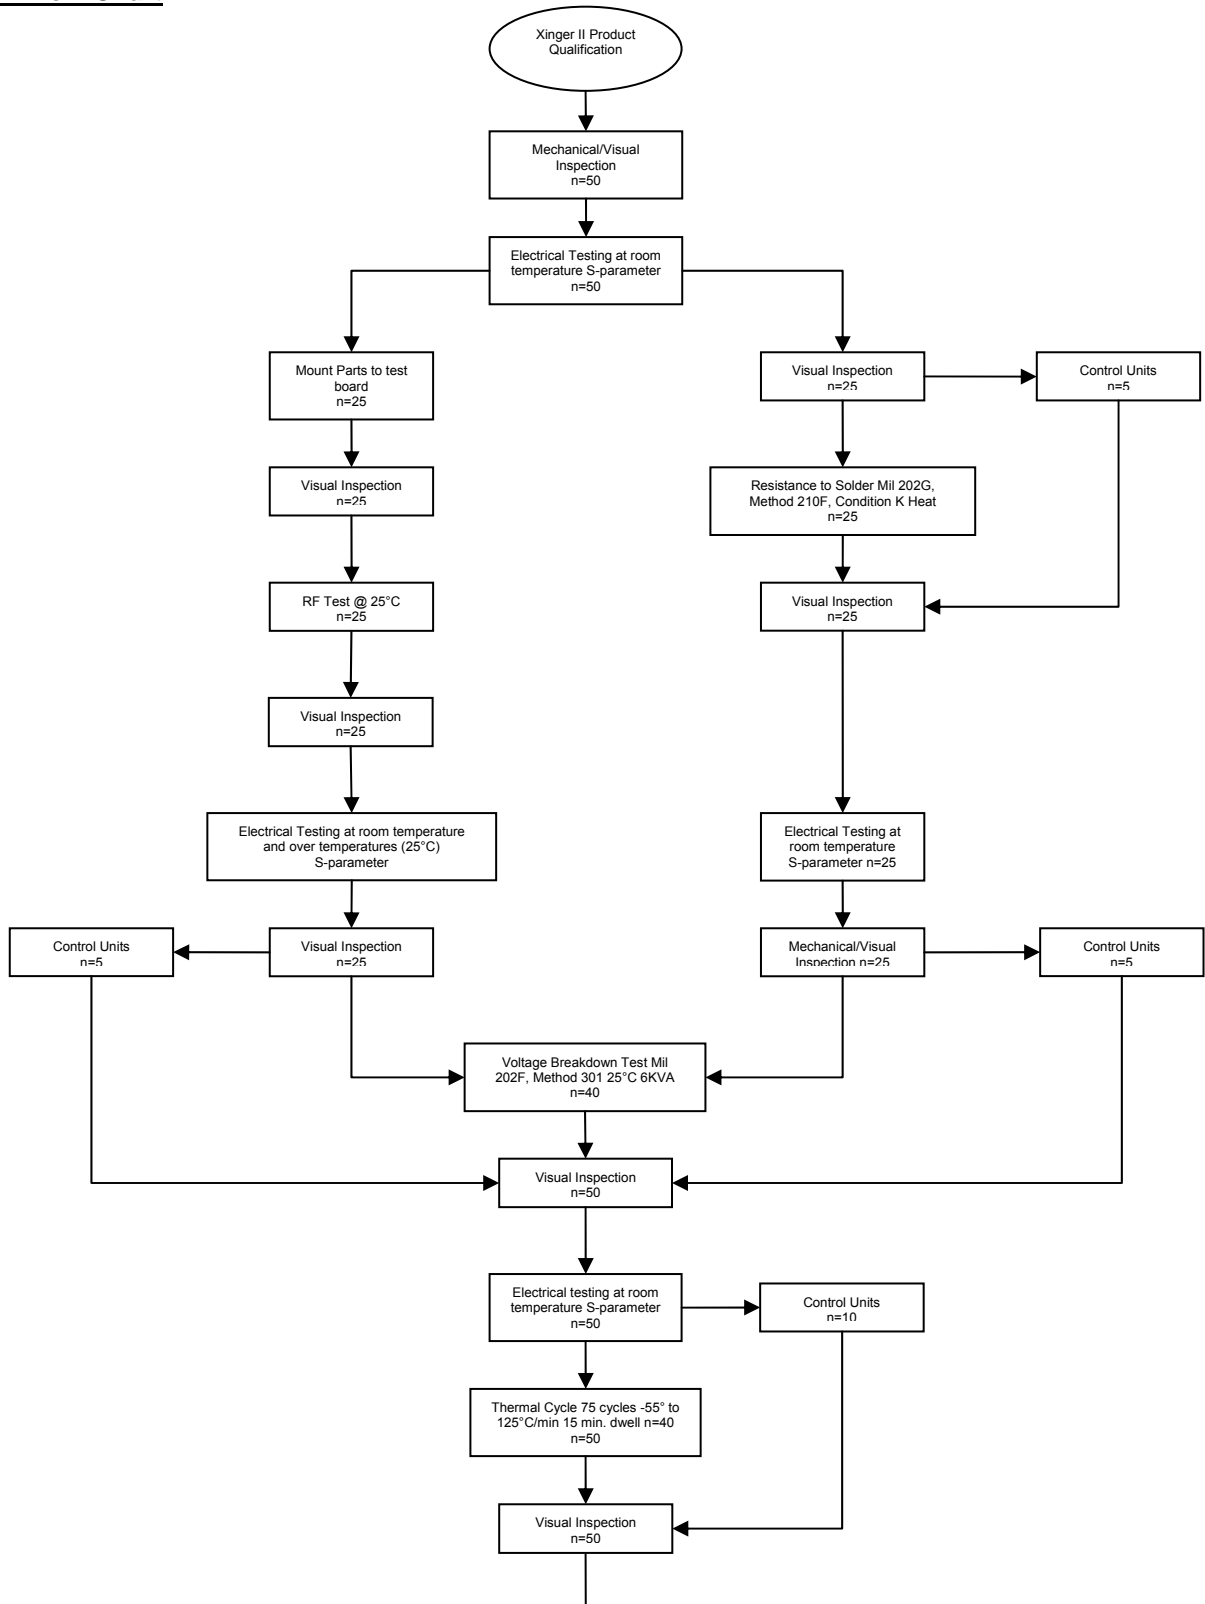 Xinger II Product
Qualification
Mechanical/Visual
Inspection
n=50
Electrical Testing at room
temperature S-parameter
n=50
Mount Parts to test
board
n=25
Visual Inspection
n=25
Control Units
n=5
Visual Inspection
n=25
Resistance to Solder Mil 202G,
Method 210F, Condition K Heat
n=25
RF Test @ 25°C
n=25
Visual Inspection
n=25
Visual Inspection
n=25
Electrical Testing at room temperature
and over temperatures (25°C)
S-parameter
Electrical Testing at
room temperature
S-parameter n=25
Control Units
n=5
Visual Inspection
n=25
Mechanical/Visual
Inspection n=25
Control Units
n=5
Voltage Breakdown Test Mil
202F, Method 301 25°C 6KVA
n=40
Visual Inspection
n=50
Electrical testing at room
temperature S-parameter
n=50
Control Units
n=10
Thermal Cycle 75 cycles -55° to
125°C/min 15 min. dwell n=40
n=50
Visual Inspection
n=50